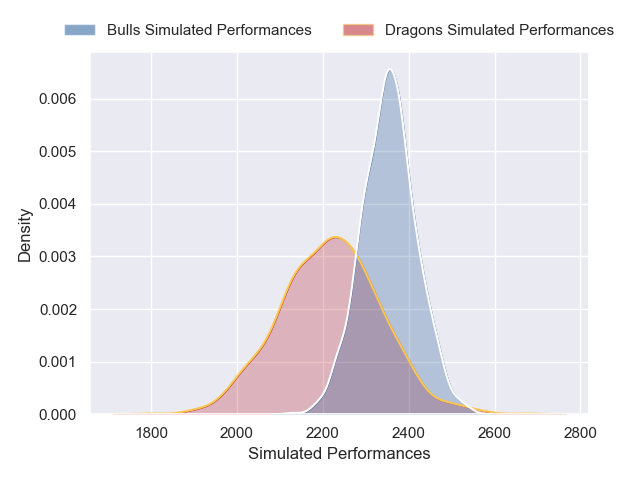 Bulls Simulated Performances Dragons Simulated Performances
0.006
0.005
0.004
0.003
0.002
0.001
0.000
Density
1800 2000 2200 2400 2600 2800
Simulated Performances